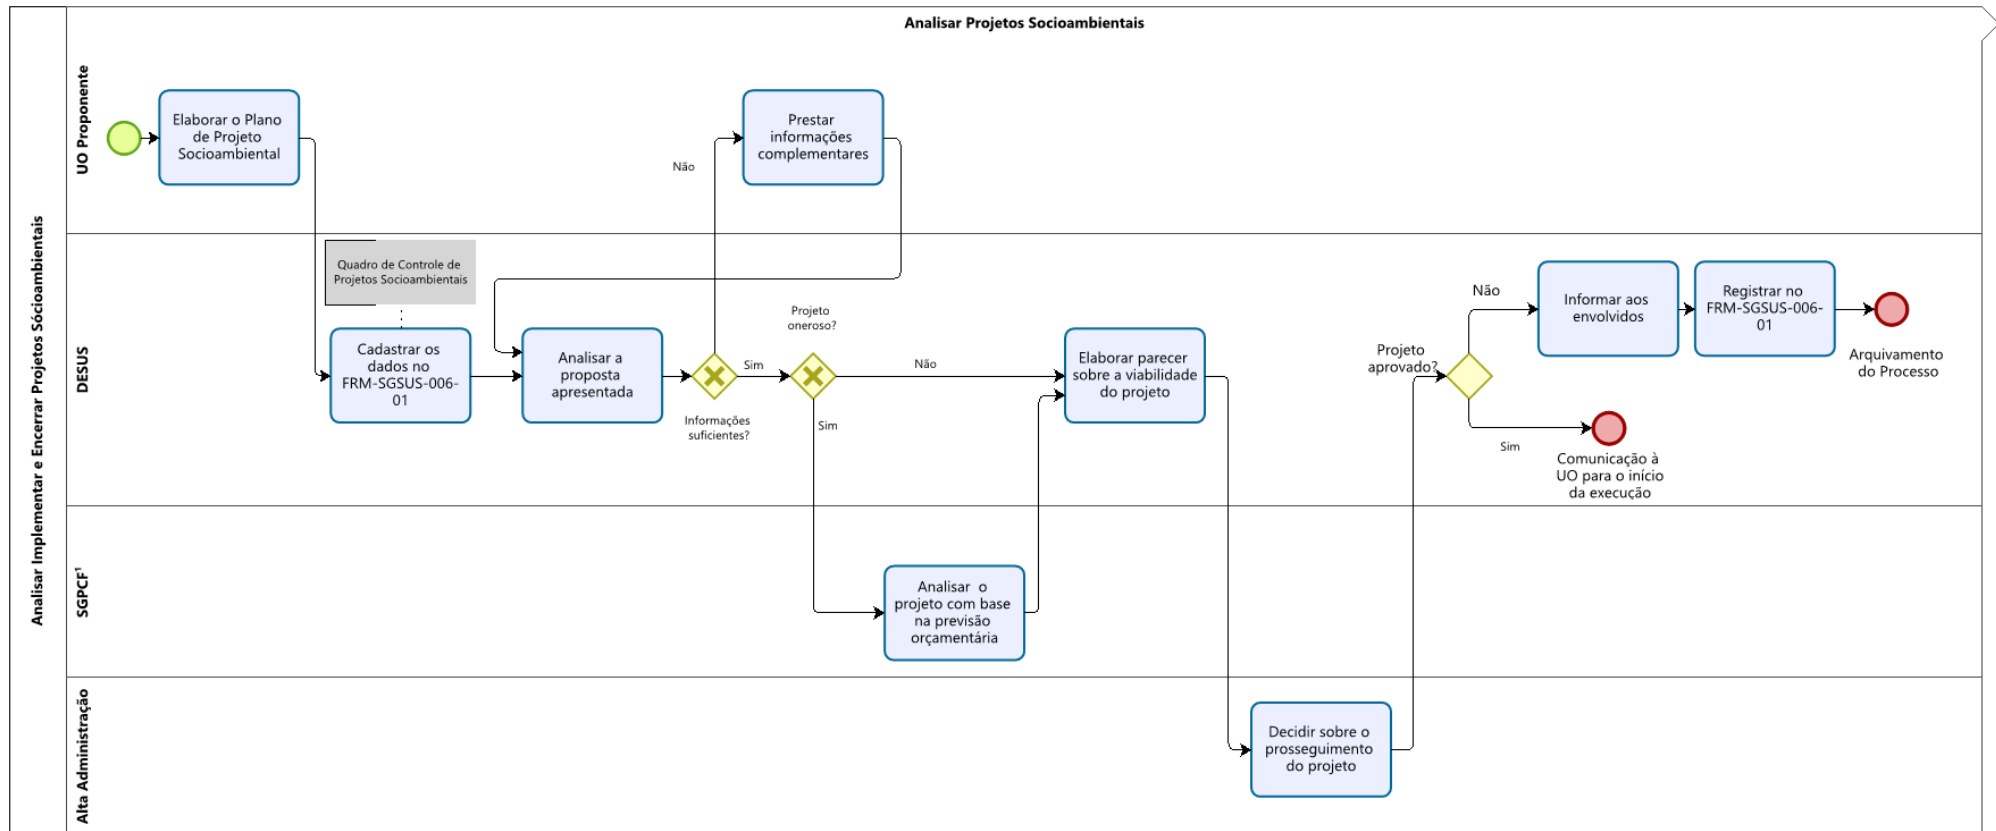 Analisar Projetos Socioambientais
Analisar Implementar e Encerrar Projetos Sócioambientais
UO Proponente
Elaborar o Plano
de Projeto
Socioambiental
Prestar
informações
complementares
Não
DESUS
Quadro de Controle de
Projetos Socioambientais
Cadastrar os
dados no
FRM-SGSUS-006-
01
Analisar a
proposta
apresentada
Informações
suficientes?
Sim
Projeto
oneroso?
Não
Sim
Elaborar parecer
sobre a viabilidade
do projeto
Projeto
aprovado?
Não
Informar aos
envolvidos
Registrar no
FRM-SGSUS-006-
01
Arquivamento
do Processo
Sim
Comunicação à
UO para o início
da execução
SGPCF¹
Analisar o
projeto com base
na previsão
orçamentária
Alta Administração
Decidir sobre o
prosseguimento
do projeto